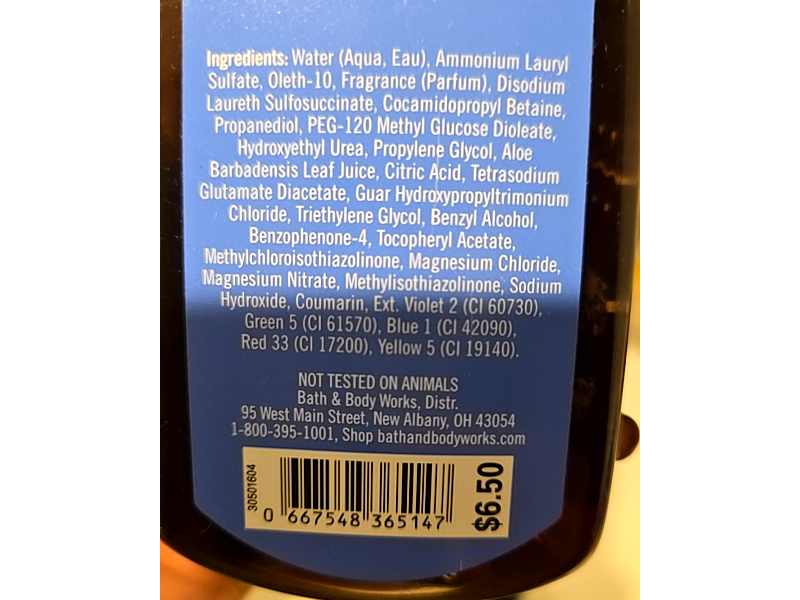 Ingredients: Water (Aqua, Eau), Ammonium Lauryl
Sulfate, Oleth-10, Fragrance (Parfum), Disodium
Laureth Sulfosuccinate, Cocamidopropyl Betaine,
Propanediol, PEG-120 Methyl Glucose Dioleate,
Hydroxyethyl Urea, Propylene Glycol, Aloe
Barbadensis Leaf Juice, Citric Acid, Tetrasodium
Glutamate Diacetate, Guar Hydroxypropyltrimonium
Chloride, Triethylene Glycol, Benzyl Alcohol,
Benzophenone-4, Tocopheryl Acetate,
Methylchloroisothiazolinone, Magnesium Chloride,
Magnesium Nitrate, Methylisothiazolinone, Sodium
Hydroxide, Coumarin, Ext. Violet 2 (CI 60730),
Green 5 (CI 61570), Blue 1 (CI 42090),
Red 33 (CI 17200), Yellow 5 (CI 19140).
NOT TESTED ON ANIMALS
Bath & Body Works, Distr.
95 West Main Street, New Albany, OH 43054
1-800-395-1001, Shop bathandbodyworks.com
30501604
0 667548 365147
$6.50